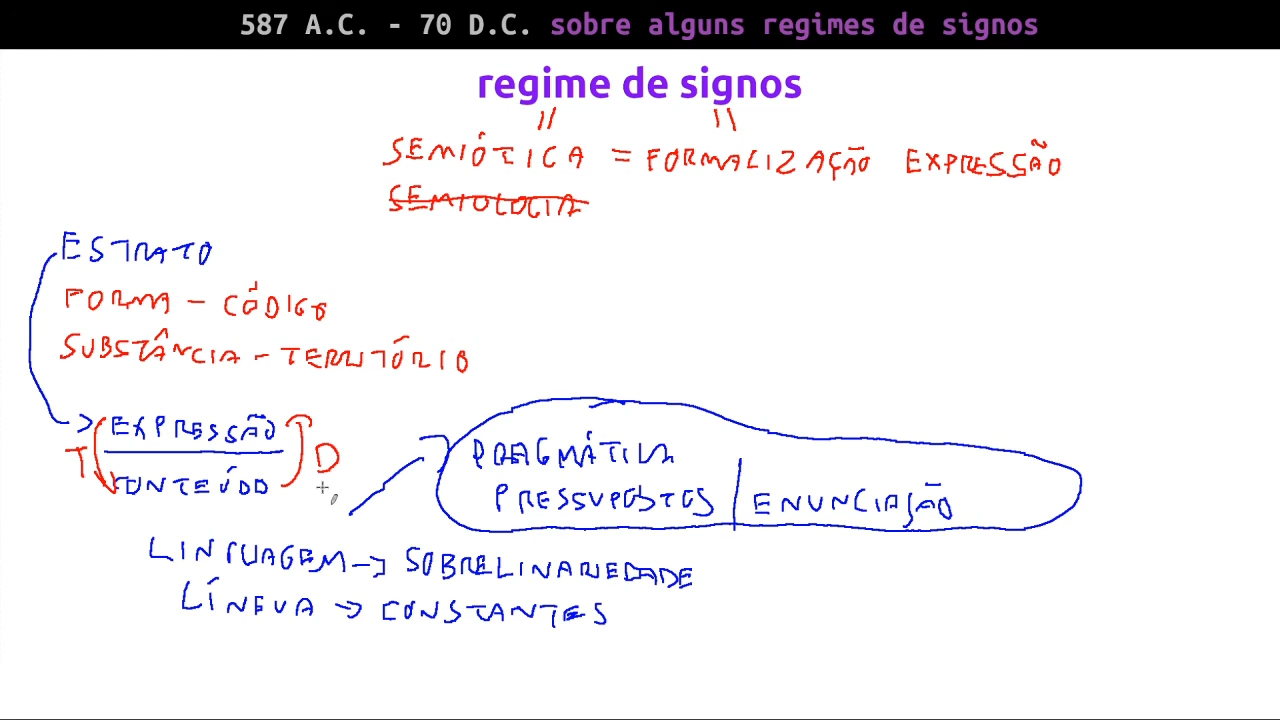 587 A.C. - 70 D.C. sobre alguns regimes de signos
regime de signos
SEMIÓTICA = FORMALIZAÇÃO EXPRESSÃO
SEMIOLOGIA
ESTRATO
FORMA - CÓDIGO
SUBSTÂNCIA - TERRITÓRIO
EXPRESSÃO
T D
CONTEÚDO
PRAGMÁTICA
PRESSUPOSTOS | ENUNCIAÇÃO
LINGUAGEM -> SOBRELINARIEDADE
LÍNGUA -> CONSTANTES